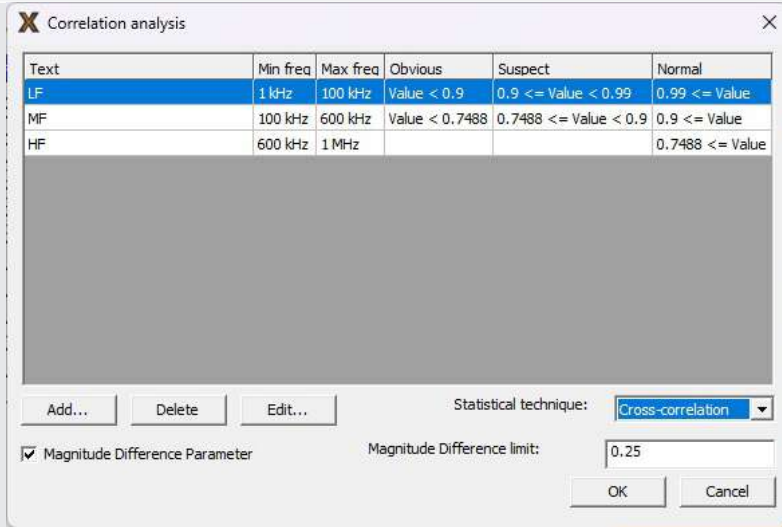 Correlation analysis
Text Min freq Max freq Obvious Suspect Normal
LF 1 kHz 100 kHz Value < 0.9 0.9 <= Value < 0.99 0.99 <= Value
MF 100 kHz 600 kHz Value < 0.7488 0.7488 <= Value < 0.9 0.9 <= Value
HF 600 kHz 1 MHz 0.7488 <= Value
Add... Delete Edit... Statistical technique: Cross-correlation
Magnitude Difference Parameter Magnitude Difference limit: 0.25
OK Cancel